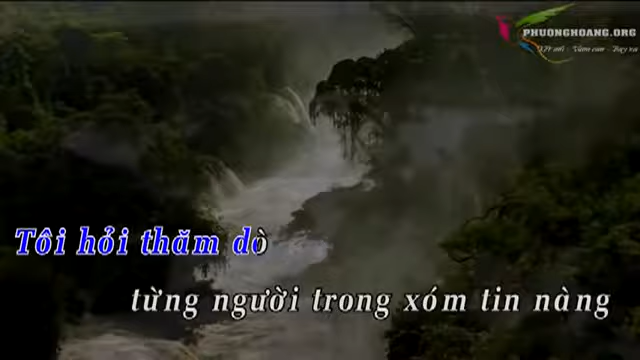 PHUONGHOANG.ORG
Tôi hỏi thăm dò
từng người trong xóm tin nàng